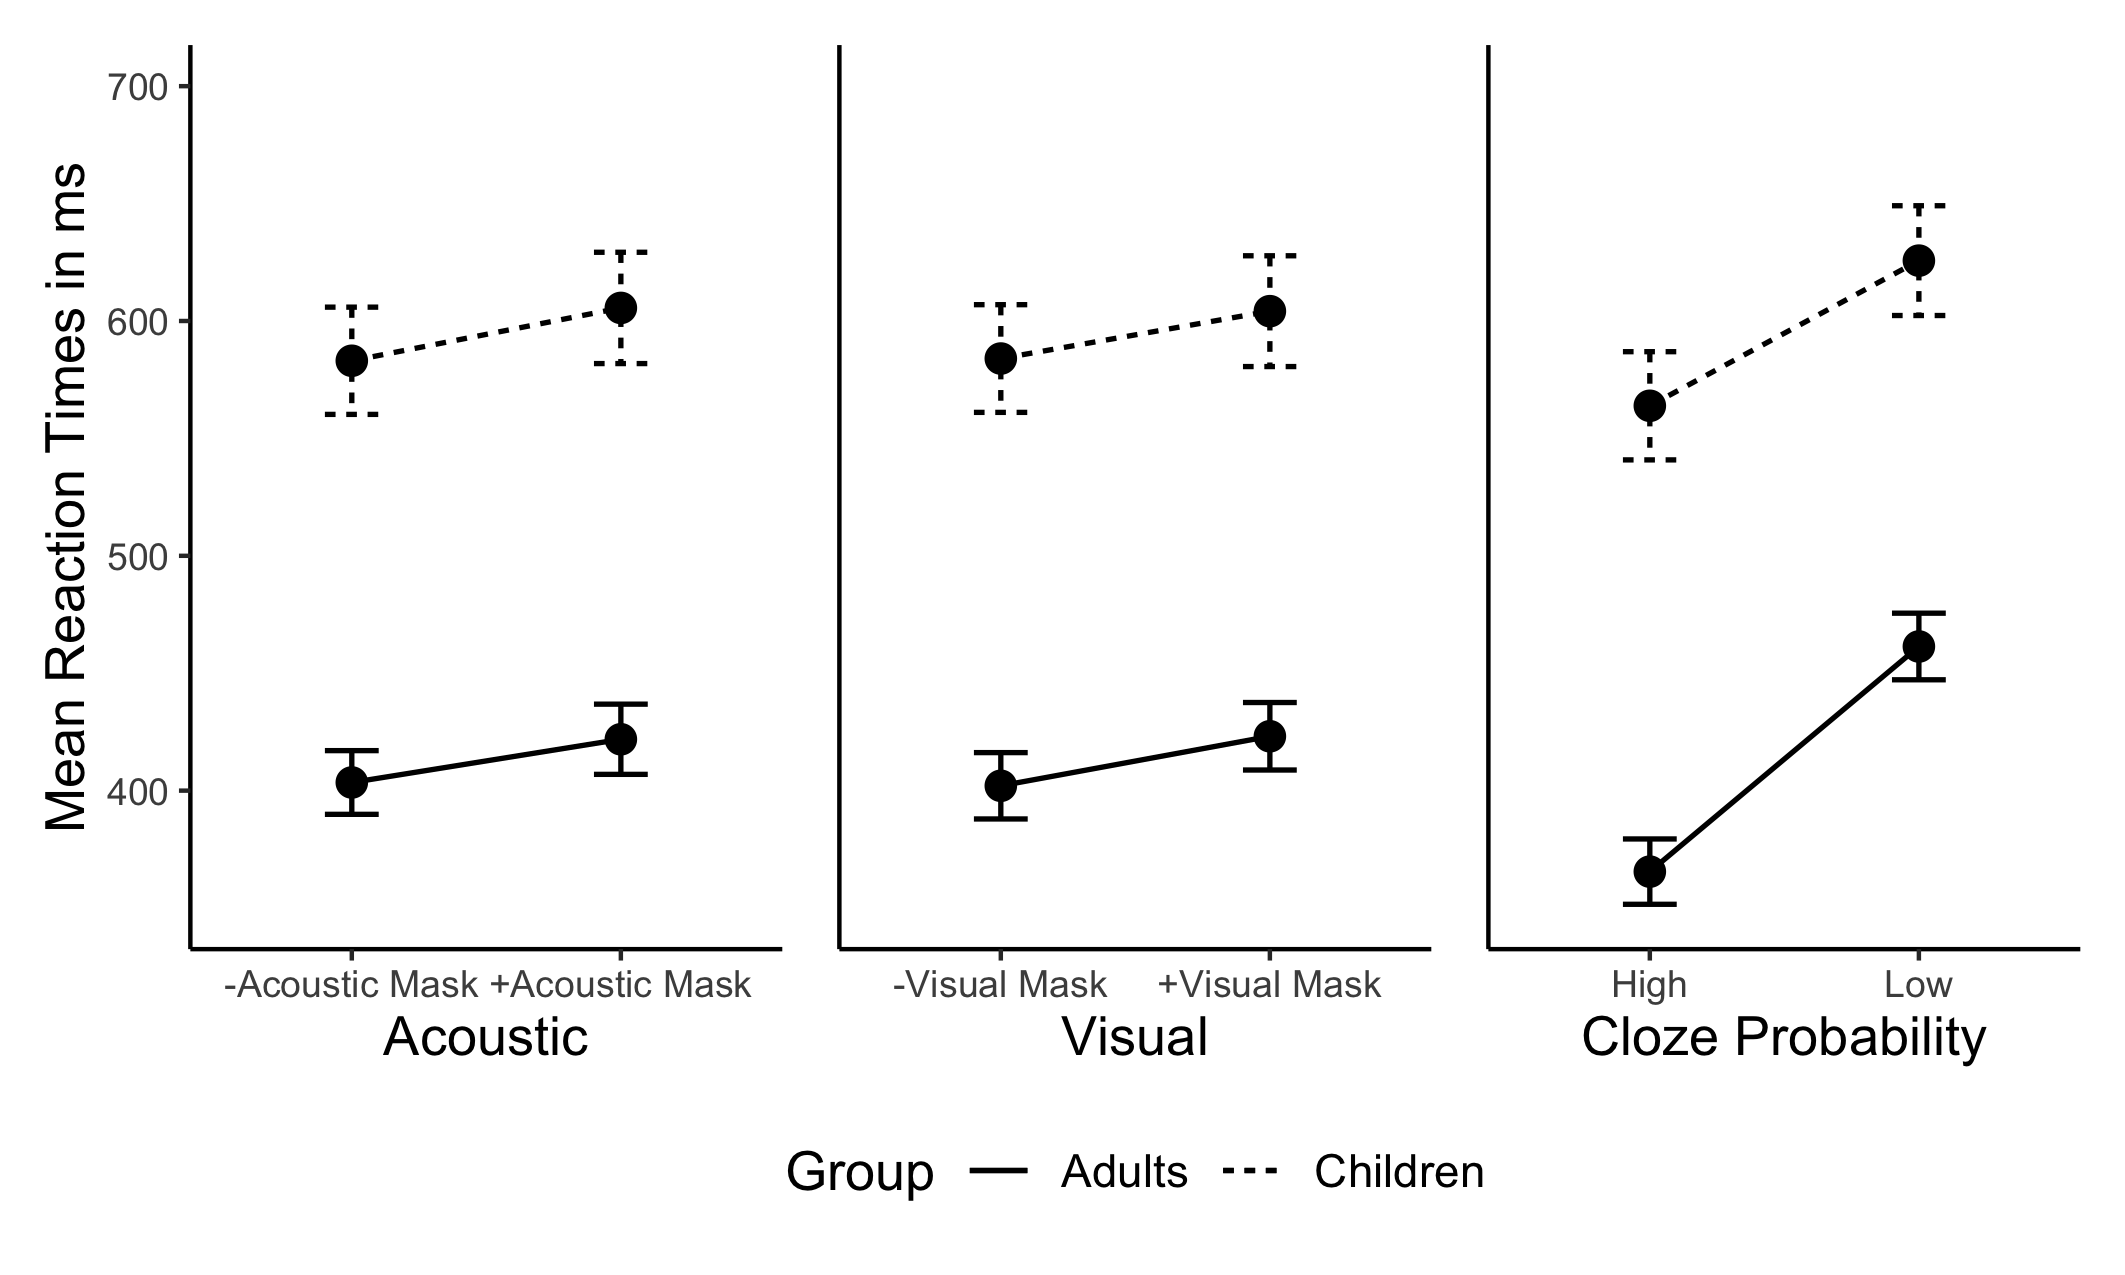 Mean Reaction Times in ms
700
600
500
400
-Acoustic Mask +Acoustic Mask
Acoustic
-Visual Mask +Visual Mask
Visual
High Low
Cloze Probability
Group Adults Children